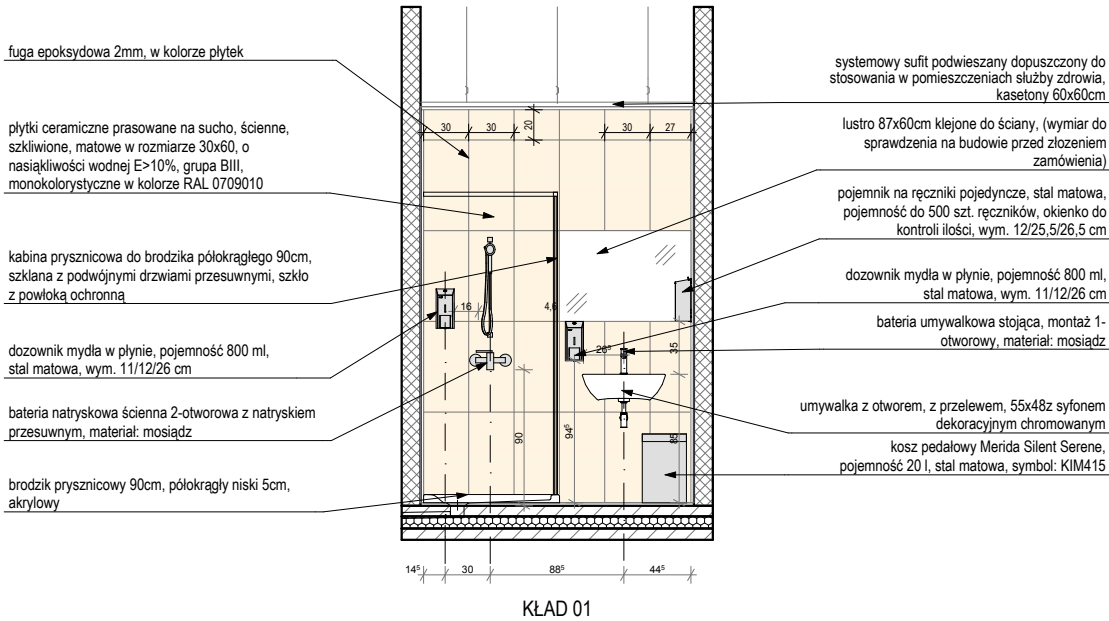 fuga epoksydowa 2mm, w kolorze płytek
płytki ceramiczne prasowane na sucho, ścienne,
szkliwione, matowe w rozmiarze 30x60, o
nasiąkliwości wodnej E>10%, grupa BIII,
monokolorystyczne w kolorze RAL 0709010
kabina prysznicowa do brodzika półokrągłego 90cm,
szklana z podwójnymi drzwiami przesuwnymi, szkło
z powłoką ochronną
dozownik mydła w płynie, pojemność 800 ml,
stal matowa, wym. 11/12/26 cm
bateria natryskowa ścienna 2-otworowa z natryskiem
przesuwnym, materiał: mosiądz
brodzik prysznicowy 90cm, półokrągły niski 5cm,
akrylowy
30
30
20
30
27
16
4,6
26⁵
35
90
94⁵
85
14⁵
30
88⁵
44⁵
systemowy sufit podwieszany dopuszczony do
stosowania w pomieszczeniach służby zdrowia,
kasetony 60x60cm
lustro 87x60cm klejone do ściany, (wymiar do
sprawdzenia na budowie przed złożeniem
zamówienia)
pojemnik na ręczniki pojedyncze, stal matowa,
pojemność do 500 szt. ręczników, okienko do
kontroli ilości, wym. 12/25,5/26,5 cm
dozownik mydła w płynie, pojemność 800 ml,
stal matowa, wym. 11/12/26 cm
bateria umywalkowa stojąca, montaż 1-
otworowy, materiał: mosiądz
umywalka z otworem, z przelewem, 55x48z syfonem
dekoracyjnym chromowanym
kosz pedałowy Merida Silent Serene,
pojemność 20 l, stal matowa, symbol: KIM415
KŁAD 01